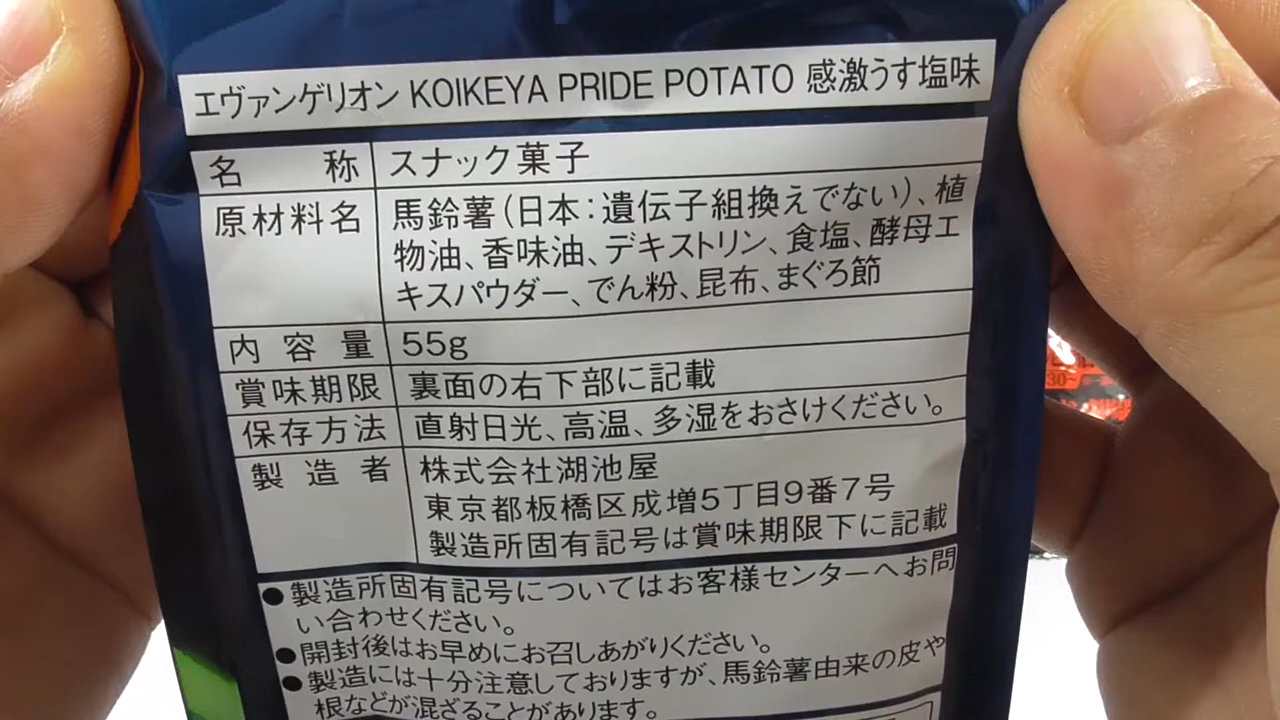 エヴァンゲリオン KOIKEYA PRIDE POTATO 感激うす塩味
名称 スナック菓子
原材料名 馬鈴薯(日本:遺伝子組換えでない)、植
物油、香味油、デキストリン、食塩、酵母エ
キスパウダー、でん粉、昆布、まぐろ節
内容量 55g
賞味期限 裏面の右下部に記載
保存方法 直射日光、高温、多湿をおさけください。
製造者 株式会社湖池屋
東京都板橋区成増5丁目9番7号
製造所固有記号は賞味期限下に記載
●製造所固有記号についてはお客様センターへお問
い合わせください。
●開封後はお早めにお召しあがりください。
●製造には十分注意しておりますが、馬鈴薯由来の皮や
根などが混ざることがあります。
30~